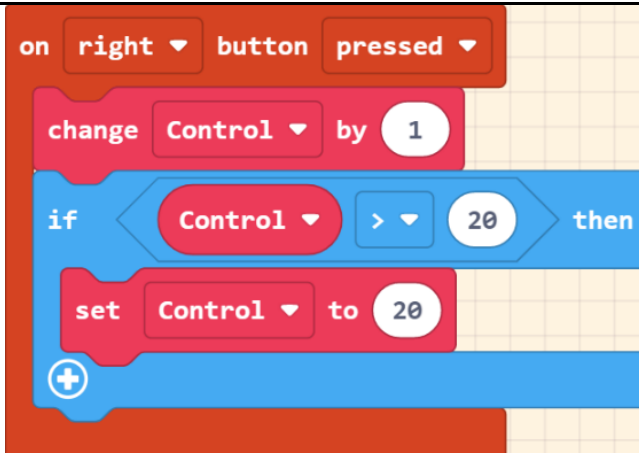 on right button pressed
change Control by 1
if Control > 20 then
set Control to 20